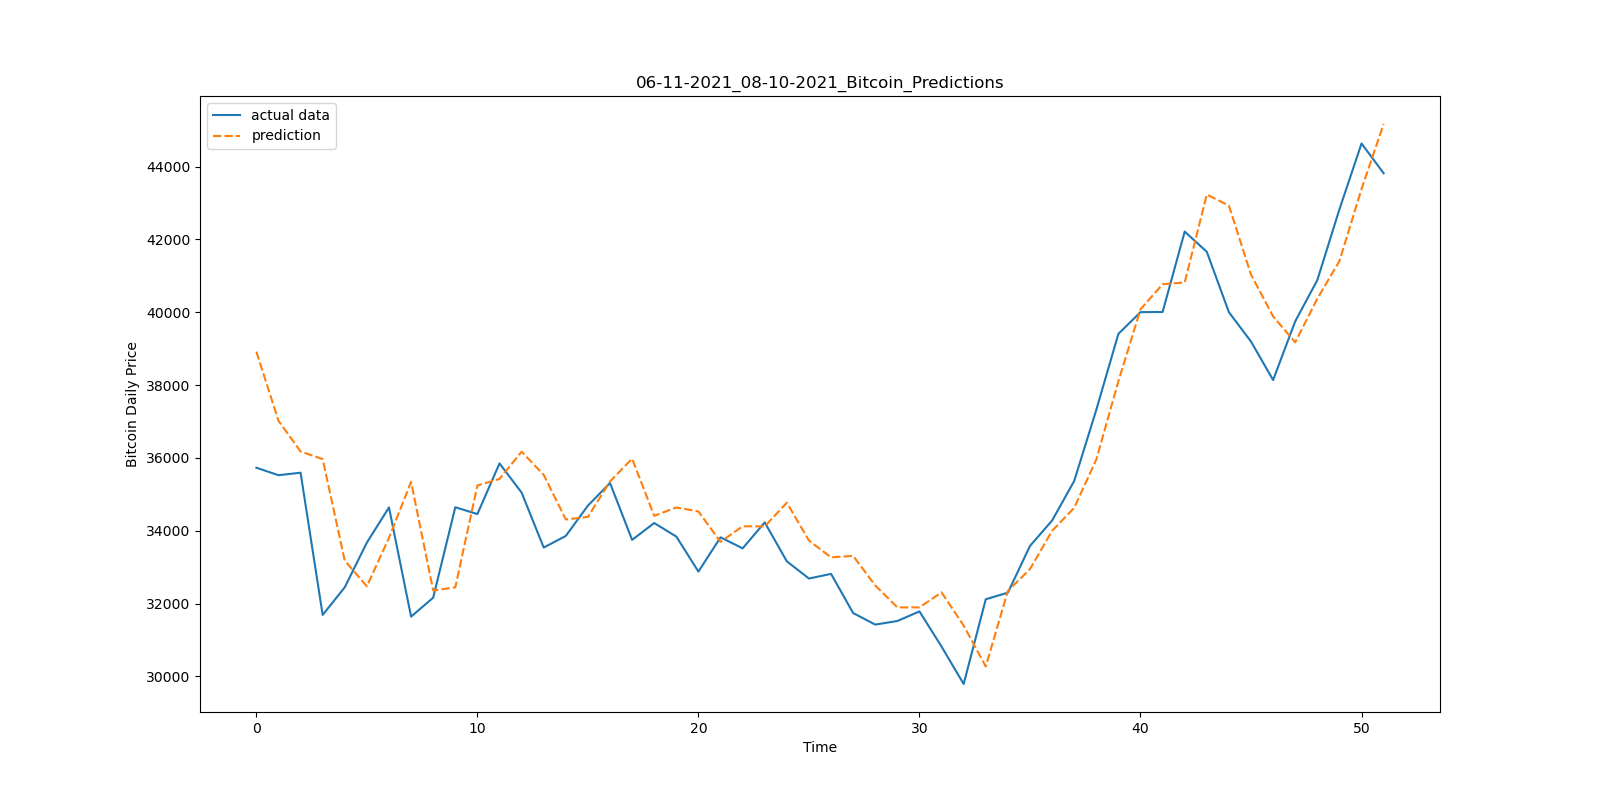 06-11-2021_08-10-2021_Bitcoin_Predictions
actual data
prediction
44000
42000
40000
38000
36000
34000
32000
30000
Bitcoin Daily Price
0 10 20 30 40 50
Time